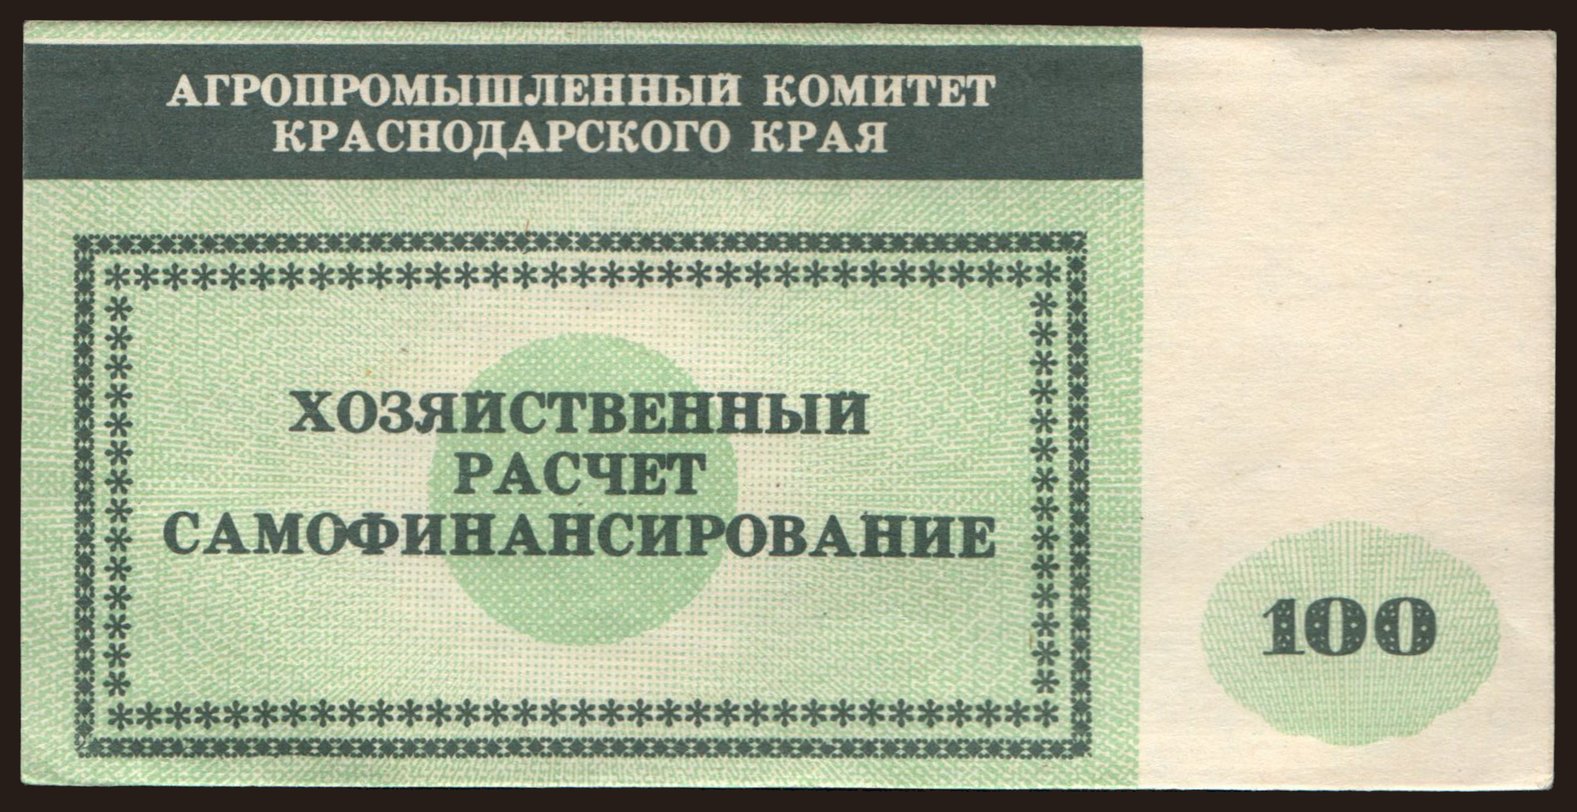 АГРОПРОМЫШЛЕННЫЙ КОМИТЕТ
КРАСНОДАРСКОГО КРАЯ
ХОЗЯЙСТВЕННЫЙ
РАСЧЕТ
САМОФИНАНСИРОВАНИЕ
100